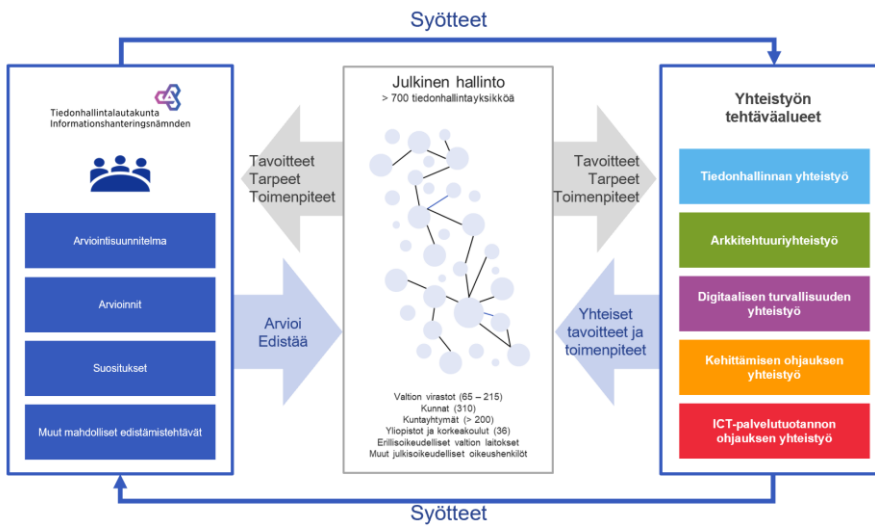 Syötteet
Tiedonhallintalautakunta
Informationshanteringsnämnden
Arviointisuunnitelma
Arvioinnit
Suositukset
Muut mahdolliset edistämistehtävät
Tavoitteet
Tarpeet
Toimenpiteet
Arvioi
Edistää
Julkinen hallinto
> 700 tiedonhallintayksikköä
Valtion virastot (65 – 215)
Kunnat (310)
Kuntayhtymät (> 200)
Yliopistot ja korkeakoulut (36)
Erillisoikeudelliset valtion laitokset
Muut julkisoikeudelliset oikeushenkilöt
Tavoitteet
Tarpeet
Toimenpiteet
Yhteiset
tavoitteet ja
toimenpiteet
Yhteistyön
tehtäväalueet
Tiedonhallinnan yhteistyö
Arkkitehtuuriyhteistyö
Digitaalisen turvallisuuden
yhteistyö
Kehittämisen ohjauksen
yhteistyö
ICT-palvelutuotannon
ohjauksen yhteistyö
Syötteet